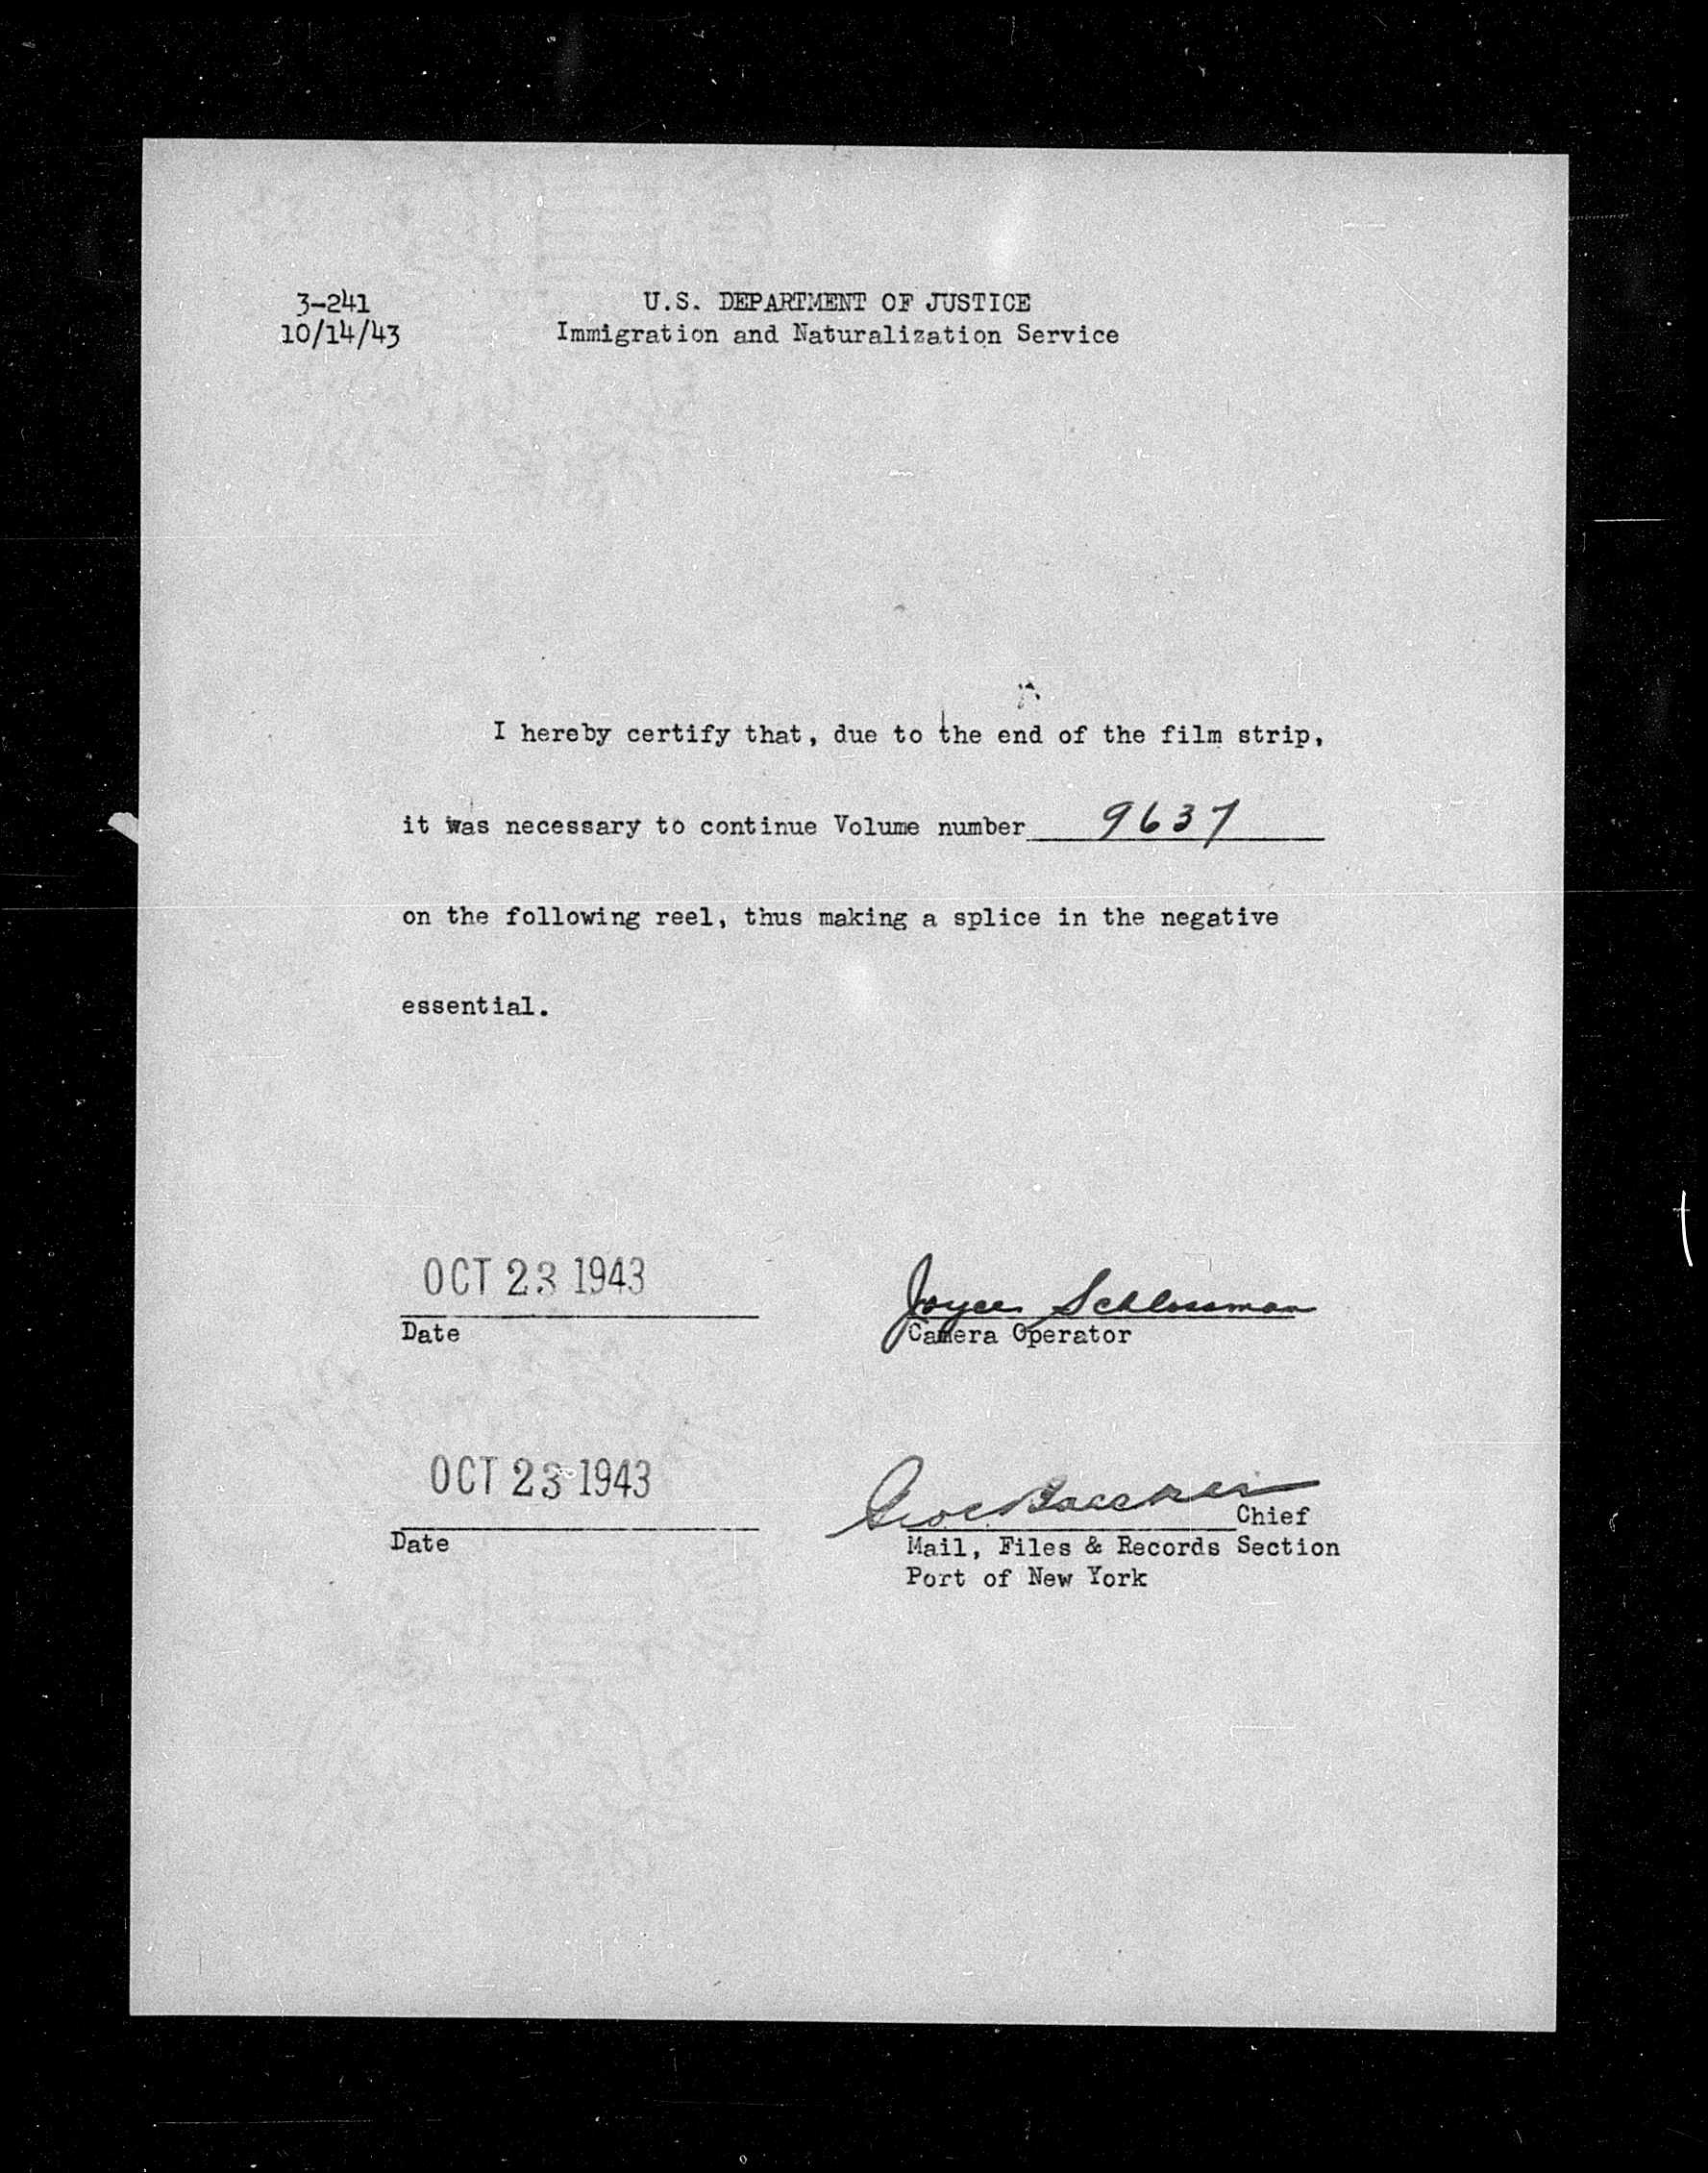 3-241
10/14/43
U.S. DEPARTMENT OF JUSTICE
Immigration and Naturalization Service
I hereby certify that, due to the end of the film strip,
it was necessary to continue Volume number 9637
on the following reel, thus making a splice in the negative
essential.
OCT 23 1943
Date
Joyce Schlossman
Camera Operator
OCT 23 1943
Date
Chief
Mail, Files & Records Section
Port of New York